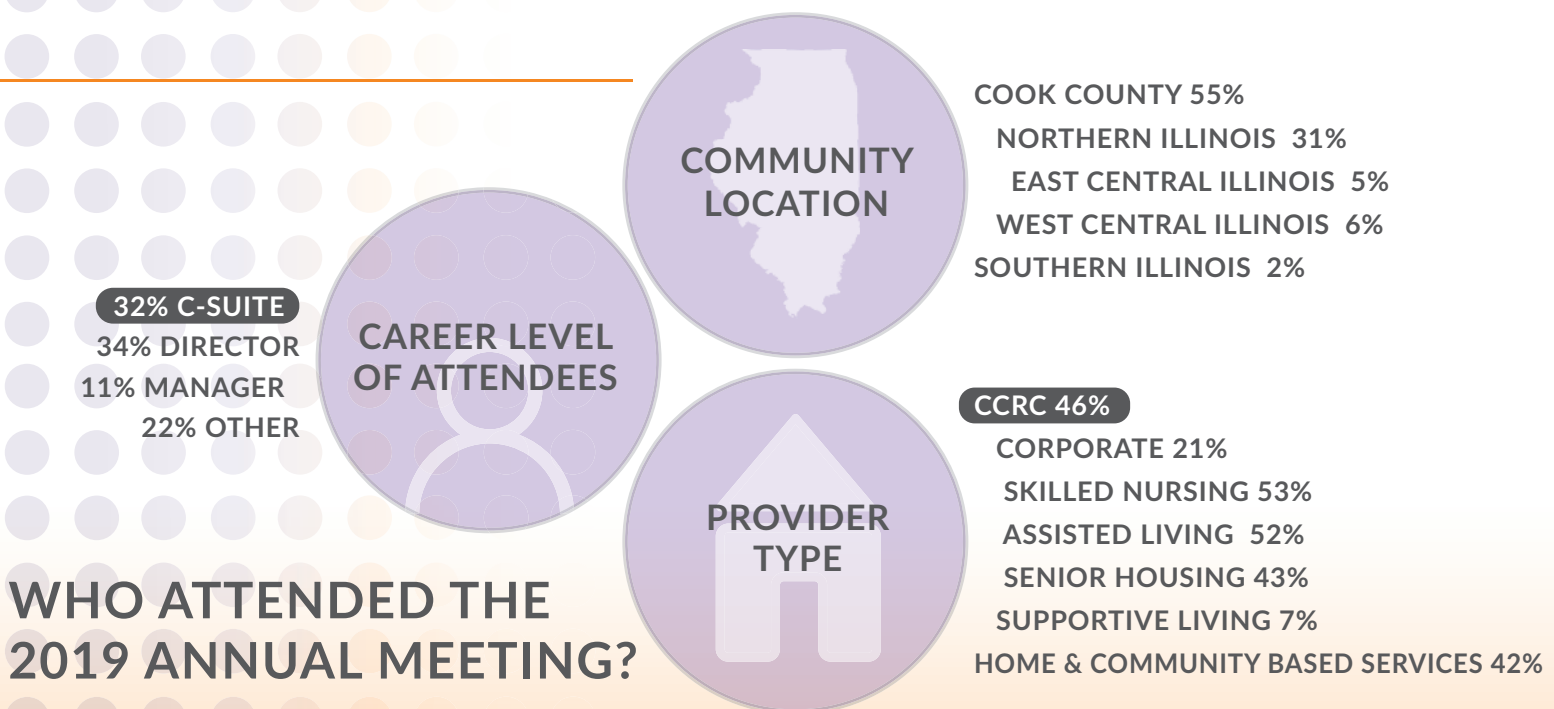 COMMUNITY
LOCATION
COOK COUNTY 55%
NORTHERN ILLINOIS 31%
EAST CENTRAL ILLINOIS 5%
WEST CENTRAL ILLINOIS 6%
SOUTHERN ILLINOIS 2%
32% C-SUITE
34% DIRECTOR
11% MANAGER
22% OTHER
CAREER LEVEL
OF ATTENDEES
PROVIDER
TYPE
CCRC 46%
CORPORATE 21%
SKILLED NURSING 53%
ASSISTED LIVING 52%
SENIOR HOUSING 43%
SUPPORTIVE LIVING 7%
HOME & COMMUNITY BASED SERVICES 42%
WHO ATTENDED THE
2019 ANNUAL MEETING?